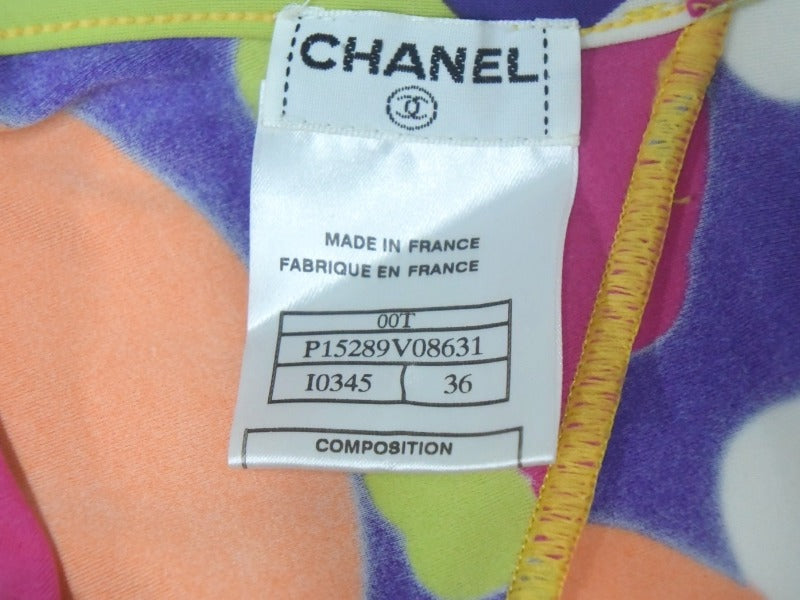 CHANEL
MADE IN FRANCE
FABRIQUE EN FRANCE
00T
P15289V08631
I0345 36
COMPOSITION